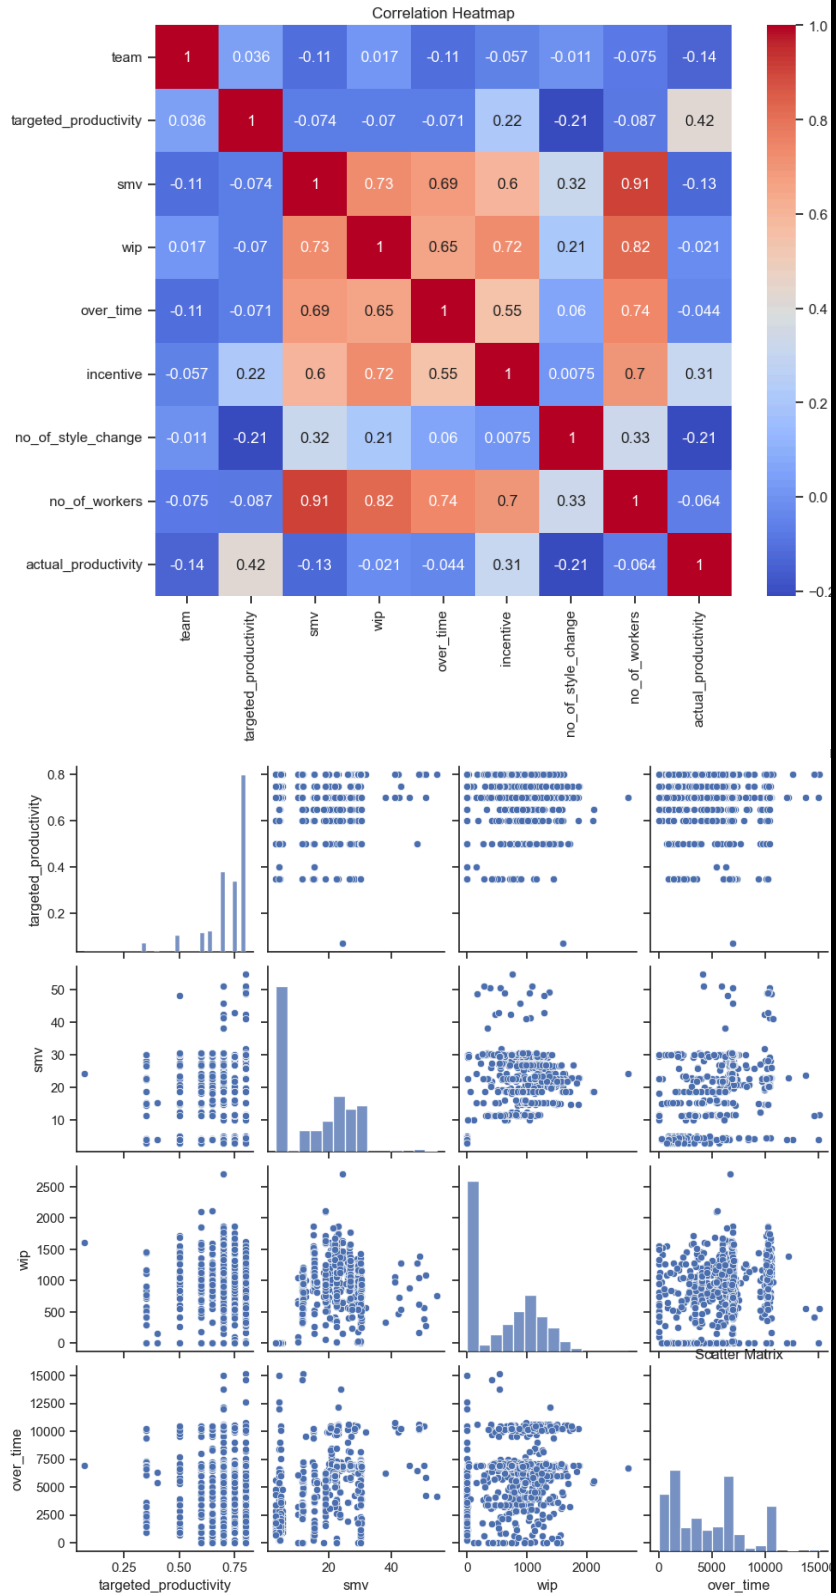 Correlation Heatmap
team 1 0.036 -0.11 0.017 -0.11 -0.057 -0.011 -0.075 -0.14
targeted_productivity 0.036 1 -0.074 -0.07 -0.071 0.22 -0.21 -0.087 0.42
smv -0.11 -0.074 1 0.73 0.69 0.6 0.32 0.91 -0.13
wip 0.017 -0.07 0.73 1 0.65 0.72 0.21 0.82 -0.021
over_time -0.11 -0.071 0.69 0.65 1 0.55 0.06 0.74 -0.044
incentive -0.057 0.22 0.6 0.72 0.55 1 0.0075 0.7 0.31
no_of_style_change -0.011 -0.21 0.32 0.21 0.06 0.0075 1 0.33 -0.21
no_of_workers -0.075 -0.087 0.91 0.82 0.74 0.7 0.33 1 -0.064
actual_productivity -0.14 0.42 -0.13 -0.021 -0.044 0.31 -0.21 -0.064 1
team targeted_productivity smv wip over_time incentive no_of_style_change no_of_workers actual_productivity
1.0
0.8
0.6
0.4
0.2
0.0
targeted_productivity
0.8
0.6
0.4
0.2
smv
50
40
30
20
10
wip
2500
2000
1500
1000
500
0
Scatter Matrix
over_time
15000
12500
10000
7500
5000
2500
0
0.25 0.50 0.75 20 40 0 1000 2000 0 5000 10000 15000
targeted_productivity smv wip over_time